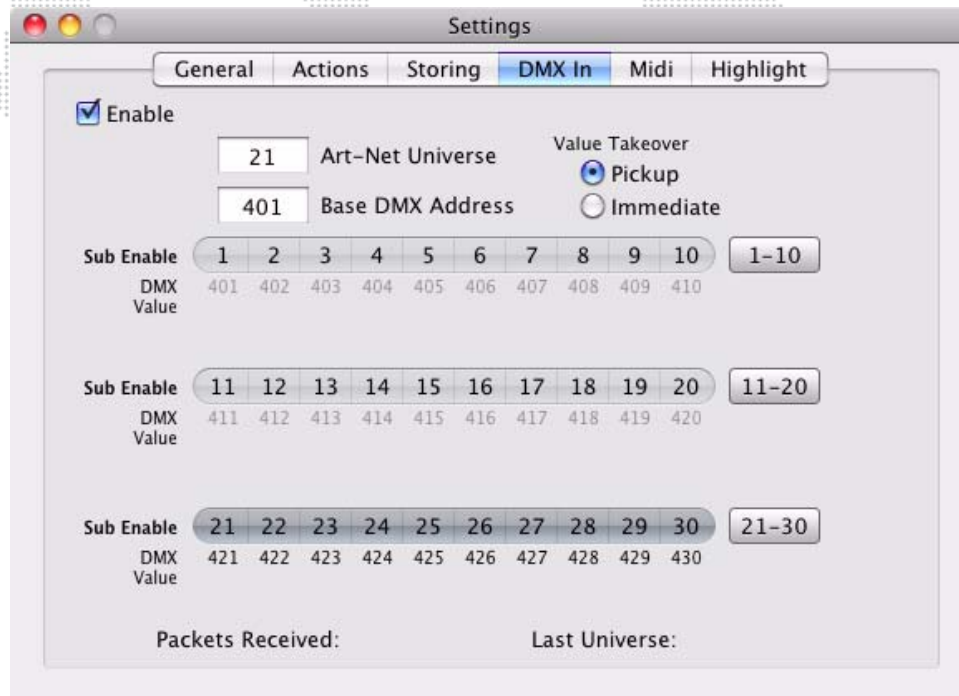 Settings
General Actions Storing DMX In Midi Highlight
Enable
21 Art-Net Universe
Value Takeover
Pickup
401 Base DMX Address
Immediate
Sub Enable 1 2 3 4 5 6 7 8 9 10 1-10
DMX 401 402 403 404 405 406 407 408 409 410
Value
Sub Enable 11 12 13 14 15 16 17 18 19 20 11-20
DMX 411 412 413 414 415 416 417 418 419 420
Value
Sub Enable 21 22 23 24 25 26 27 28 29 30 21-30
DMX 421 422 423 424 425 426 427 428 429 430
Value
Packets Received: Last Universe: